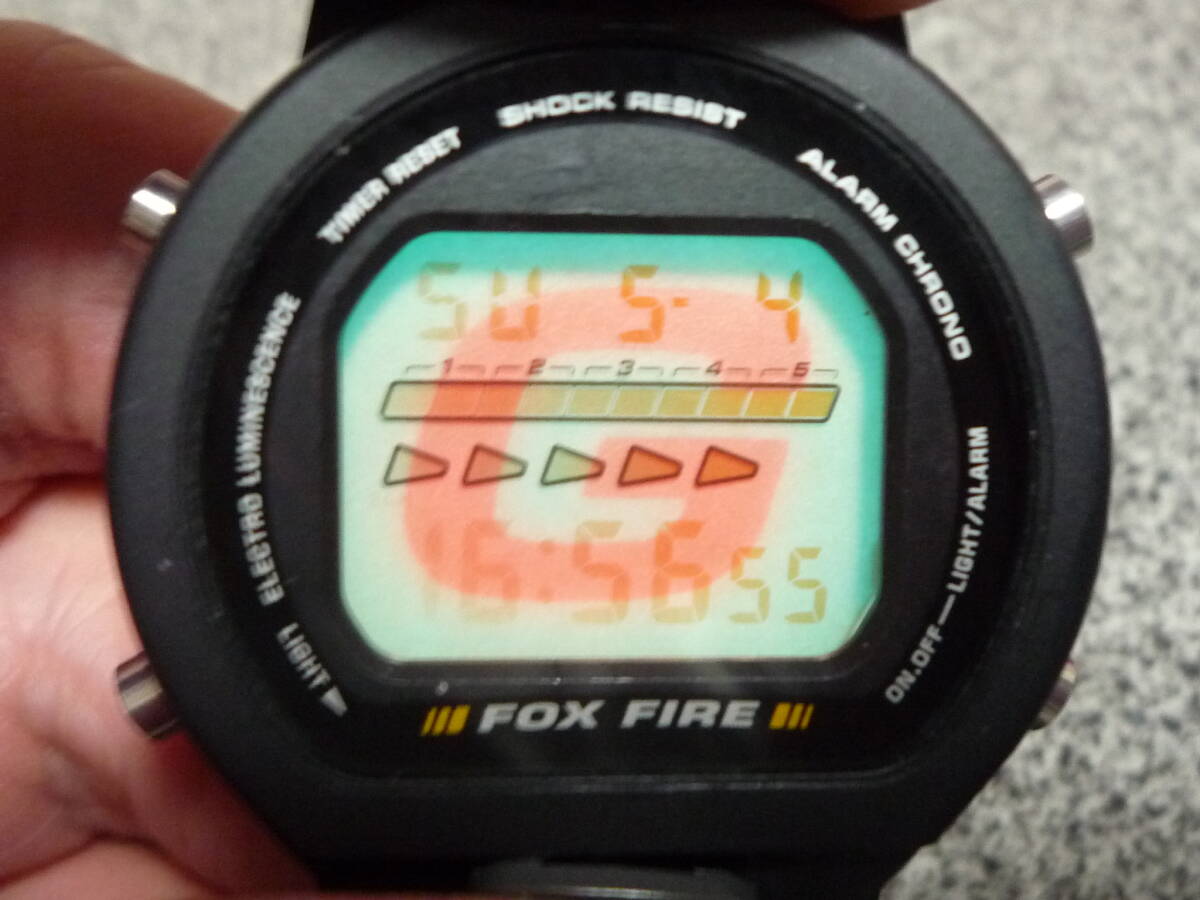 SHOCK RESIST
TIMER RESET
ALARM CHRONO
ELECTRO LUMINESCENCE
LIGHT
SU 5-4
1 2 3 4 5
G
16:56 55
ON.OFF—LIGHT/ALARM
FOX FIRE